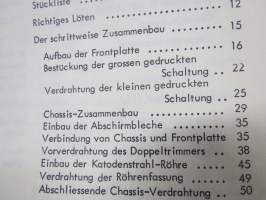 Stückliste ........ 12
Richtiges Löten ........ 15
Der schrittweise Zusammenbau
Aufbau der Frontplatte ........ 16
Bestückung der grossen gedruckten
Schaltung .. 22
Verdrahtung der kleinen gedruckten
Schaltung .. 25
Chassis-Zusammenbau ........ 29
Einbau der Abschirmbleche ........ 35
Verbindung von Chassis und Frontplatte 35
Vorverdrahtung des Doppeltrimmers .. 38
Einbau der Katodenstrahl-Röhre .... 45
Verdrahtung der Röhrenfassung ...... 49
Abschliessende Chassis-Verdrahtung .. 50